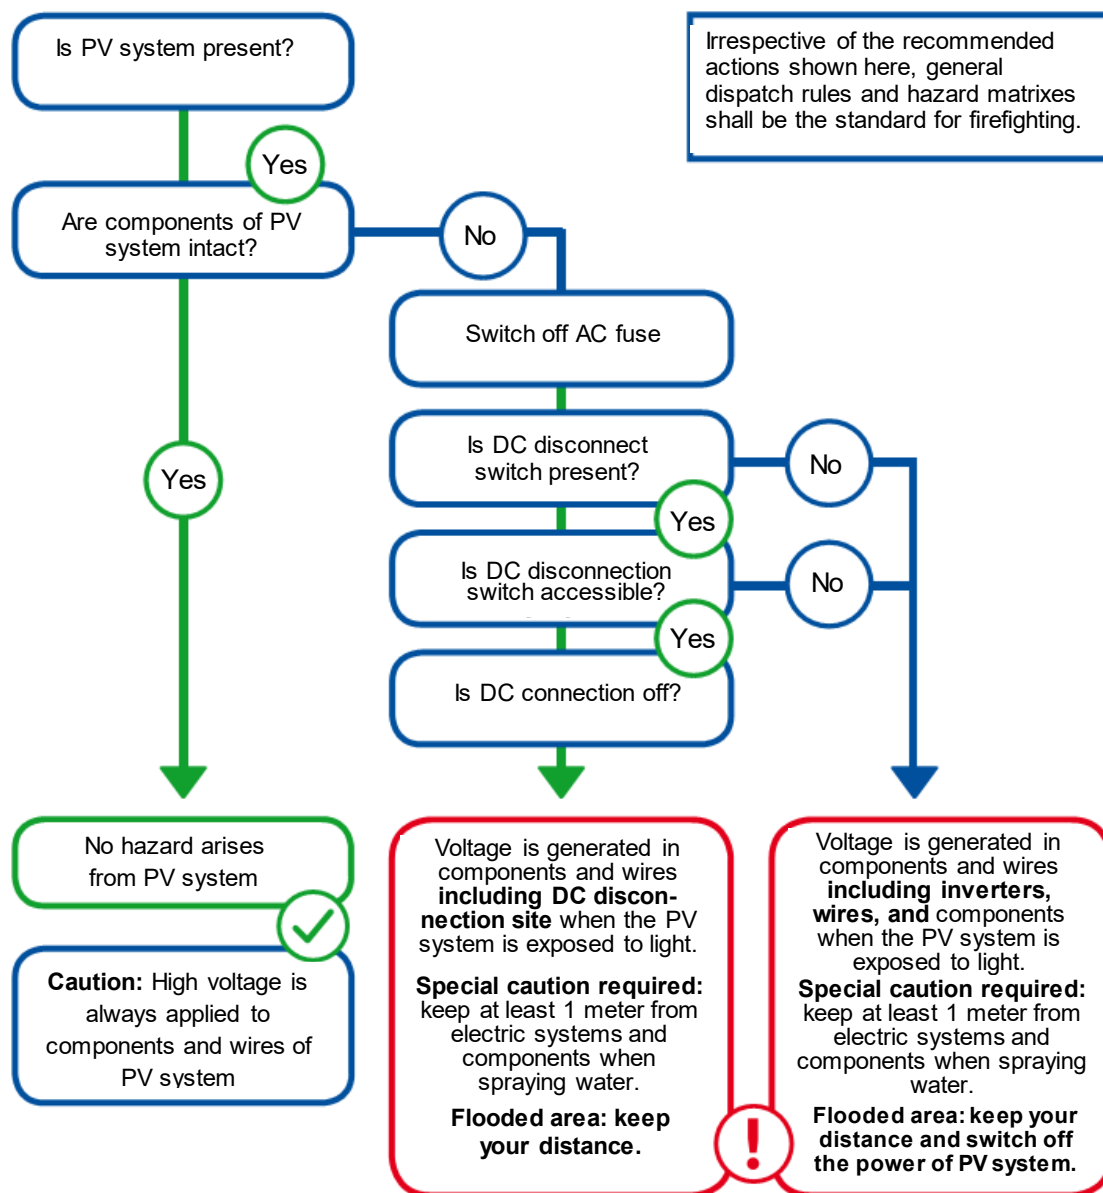 Is PV system present?
Irrespective of the recommended
actions shown here, general
dispatch rules and hazard matrixes
shall be the standard for firefighting.
Yes
Are components of PV
system intact?
No
Switch off AC fuse
Is DC disconnect
switch present?
No
Yes
Yes
Is DC disconnection
switch accessible?
No
Yes
Is DC connection off?
No hazard arises
from PV system
Caution: High voltage is
always applied to
components and wires of
PV system
Voltage is generated in
components and wires
including DC discon-
nection site when the PV
system is exposed to light.
Special caution required:
keep at least 1 meter from
electric systems and
components when
spraying water.
Flooded area: keep
your distance.
!
Voltage is generated in
components and wires
including inverters,
wires, and components
when the PV system is
exposed to light.
Special caution required:
keep at least 1 meter from
electric systems and
components when spraying
water.
Flooded area: keep your
distance and switch off
the power of PV system.